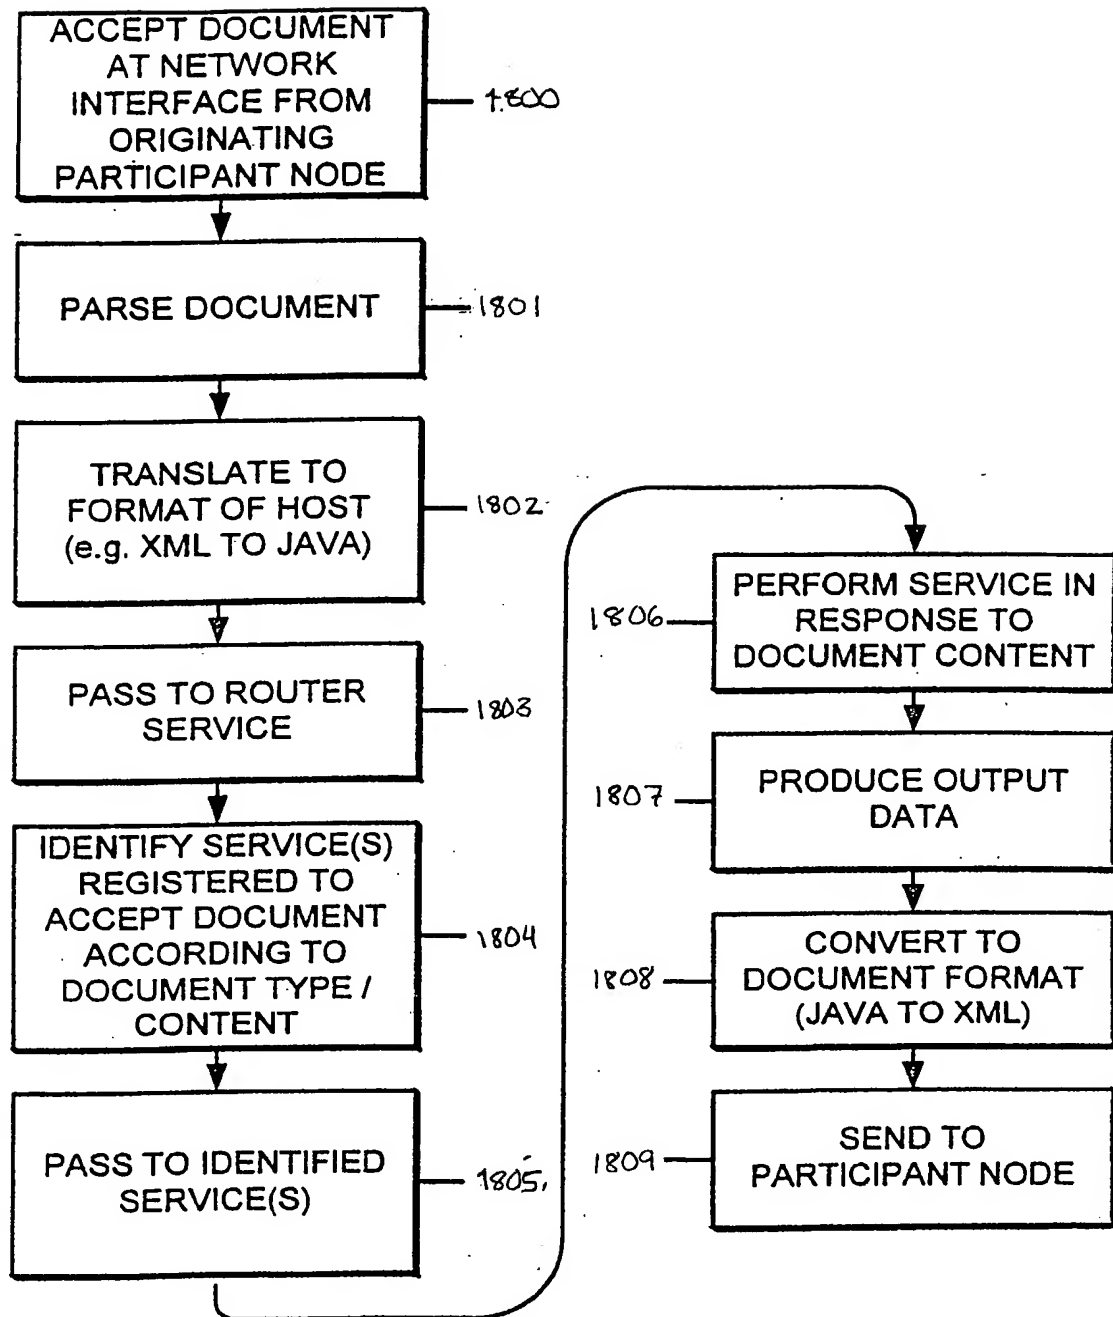 ACCEPT DOCUMENT
AT NETWORK
INTERFACE FROM
ORIGINATING
PARTICIPANT NODE
1800
PARSE DOCUMENT
1801
TRANSLATE TO
FORMAT OF HOST
(e.g. XML TO JAVA)
1802
PASS TO ROUTER
SERVICE
1803
IDENTIFY SERVICE(S)
REGISTERED TO
ACCEPT DOCUMENT
ACCORDING TO
DOCUMENT TYPE /
CONTENT
1804
PASS TO IDENTIFIED
SERVICE(S)
1805
PERFORM SERVICE IN
RESPONSE TO
DOCUMENT CONTENT
1806
PRODUCE OUTPUT
DATA
1807
CONVERT TO
DOCUMENT FORMAT
(JAVA TO XML)
1808
SEND TO
PARTICIPANT NODE
1809